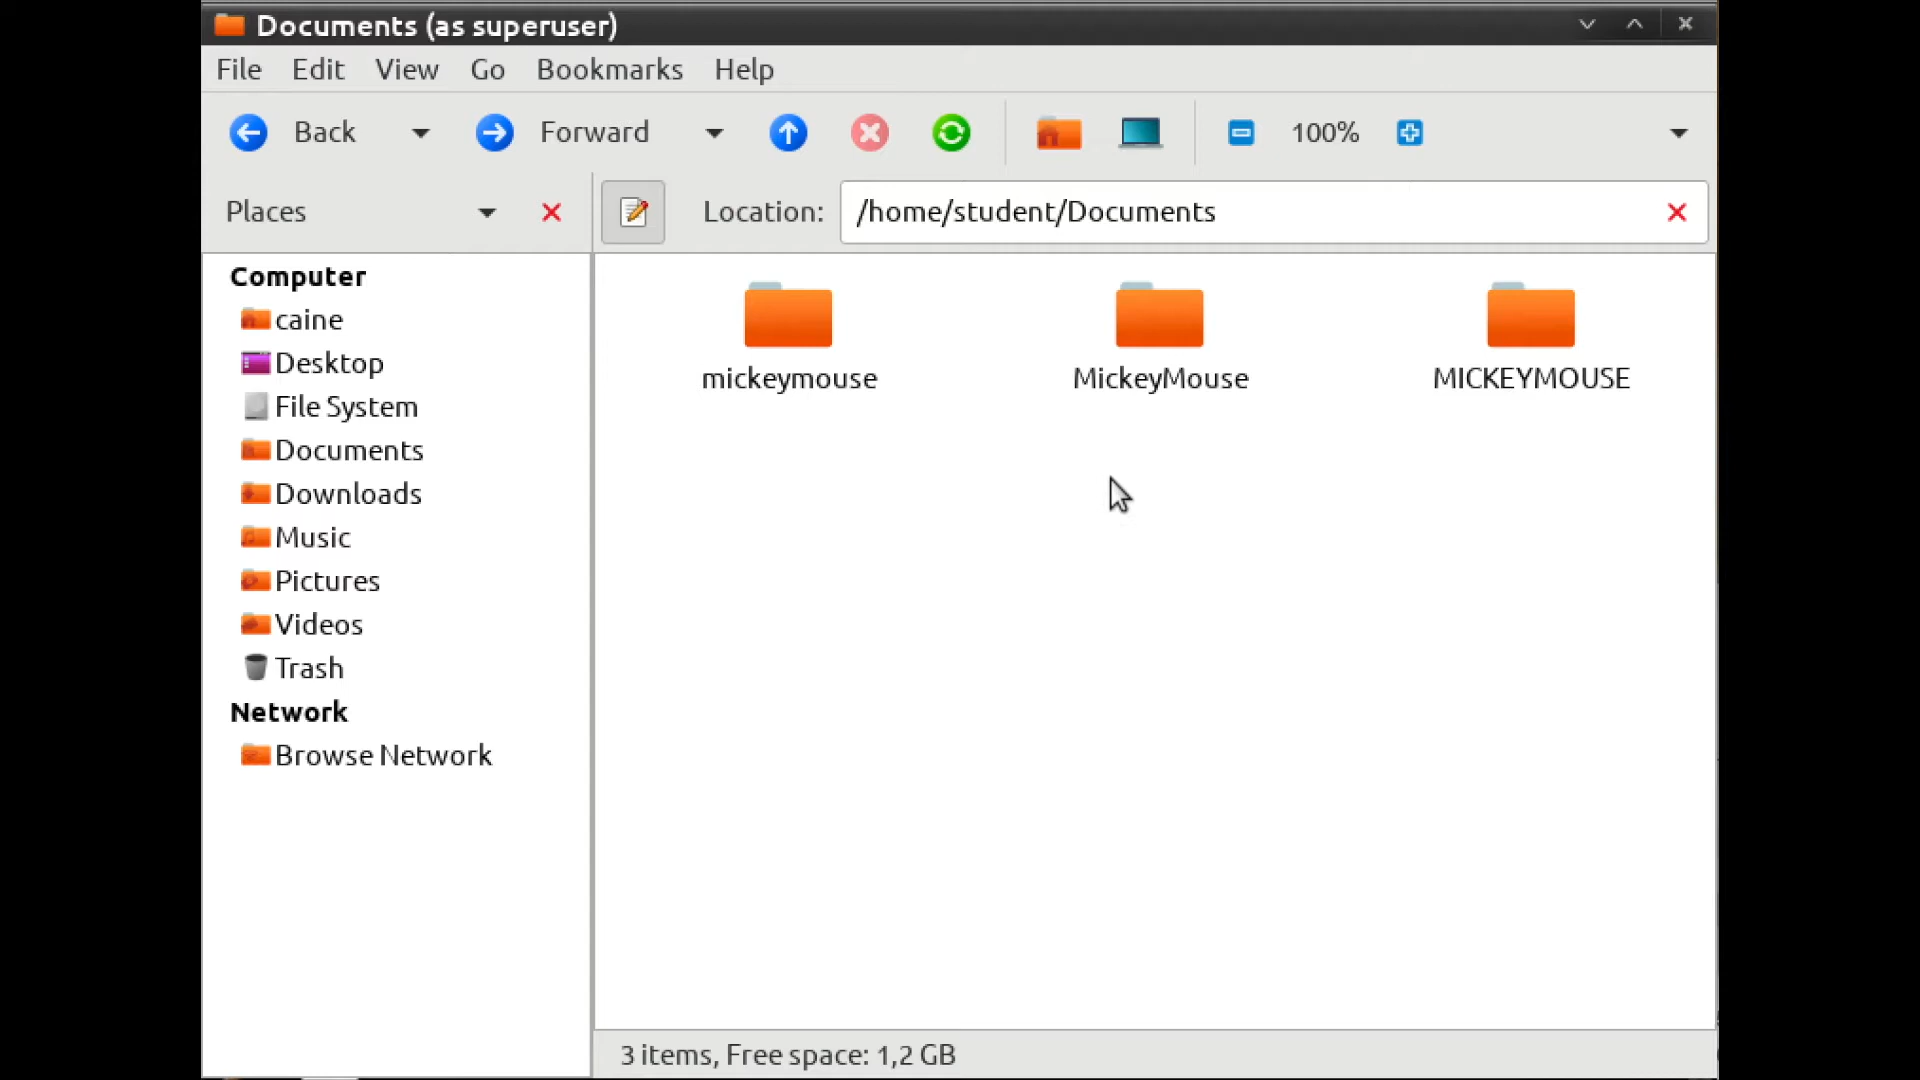 Documents (as superuser)
File Edit View Go Bookmarks Help
Back Forward 100%
Places Location: /home/student/Documents
Computer
caine
Desktop
File System
Documents
Downloads
Music
Pictures
Videos
Trash
Network
Browse Network
mickeymouse MickeyMouse MICKEYMOUSE
3 items, Free space: 1,2 GB